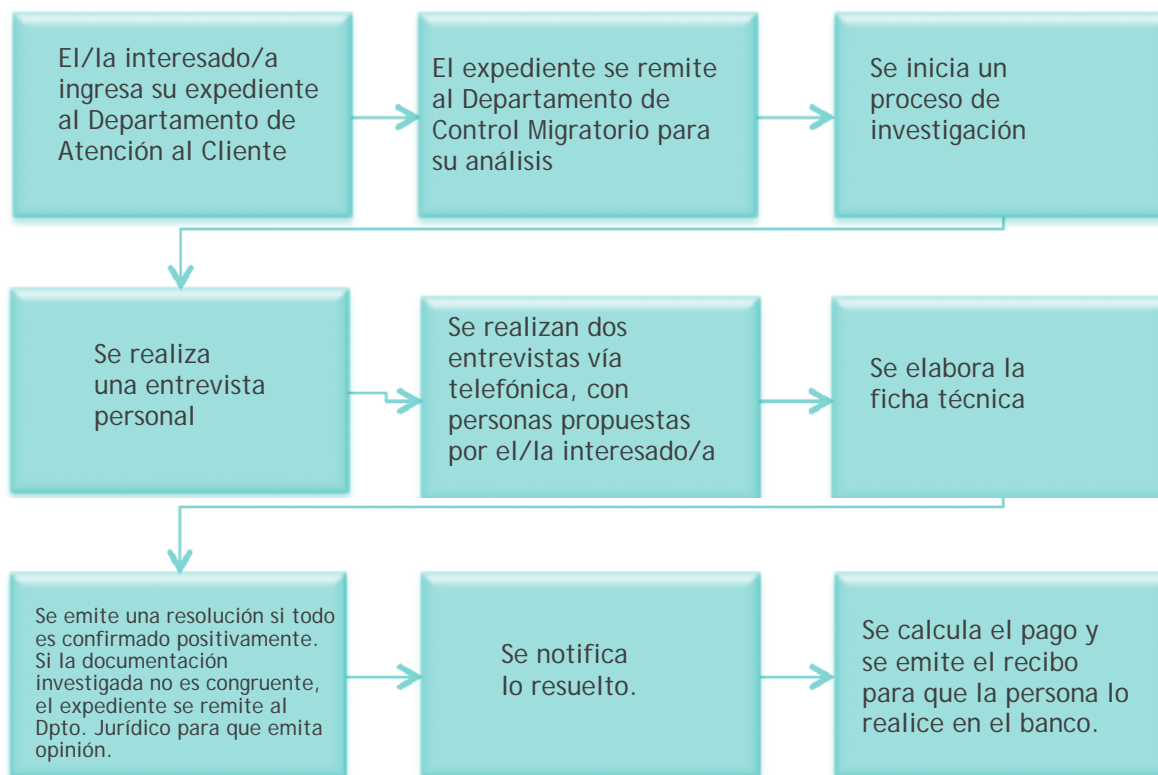 El/la interesado/a
ingresa su expediente
al Departamento de
Atención al Cliente
El expediente se remite
al Departamento de
Control Migratorio para
su análisis
Se inicia un
proceso de
investigación
Se realiza
una entrevista
personal
Se realizan dos
entrevistas vía
telefónica, con
personas propuestas
por el/la interesado/a
Se elabora la
ficha técnica
Se emite una resolución si todo
es confirmado positivamente.
Si la documentación
investigada no es congruente,
el expediente se remite al
Dpto. Jurídico para que emita
opinión.
Se notifica
lo resuelto.
Se calcula el pago y
se emite el recibo
para que la persona lo
realice en el banco.